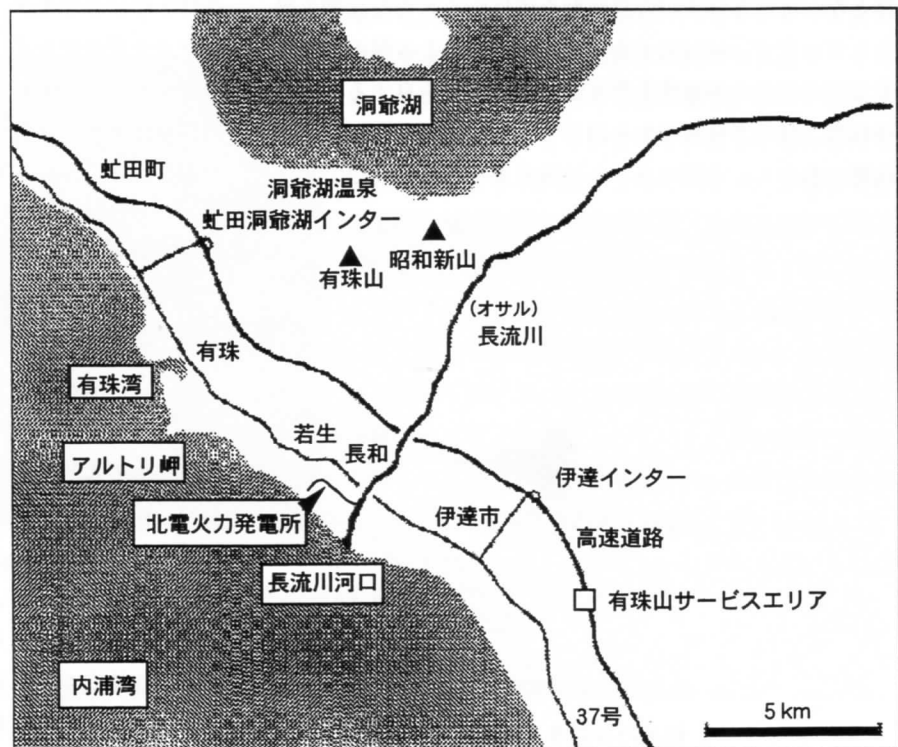 洞爺湖
虻田町
洞爺湖温泉
虻田洞爺湖インター
昭和新山
有珠山
(オサル)
長流川
有珠
有珠湾
若生
長和
アルトリ岬
伊達インター
北電火力発電所
伊達市
高速道路
長流川河口
有珠山サービスエリア
内浦湾
37号
5 km